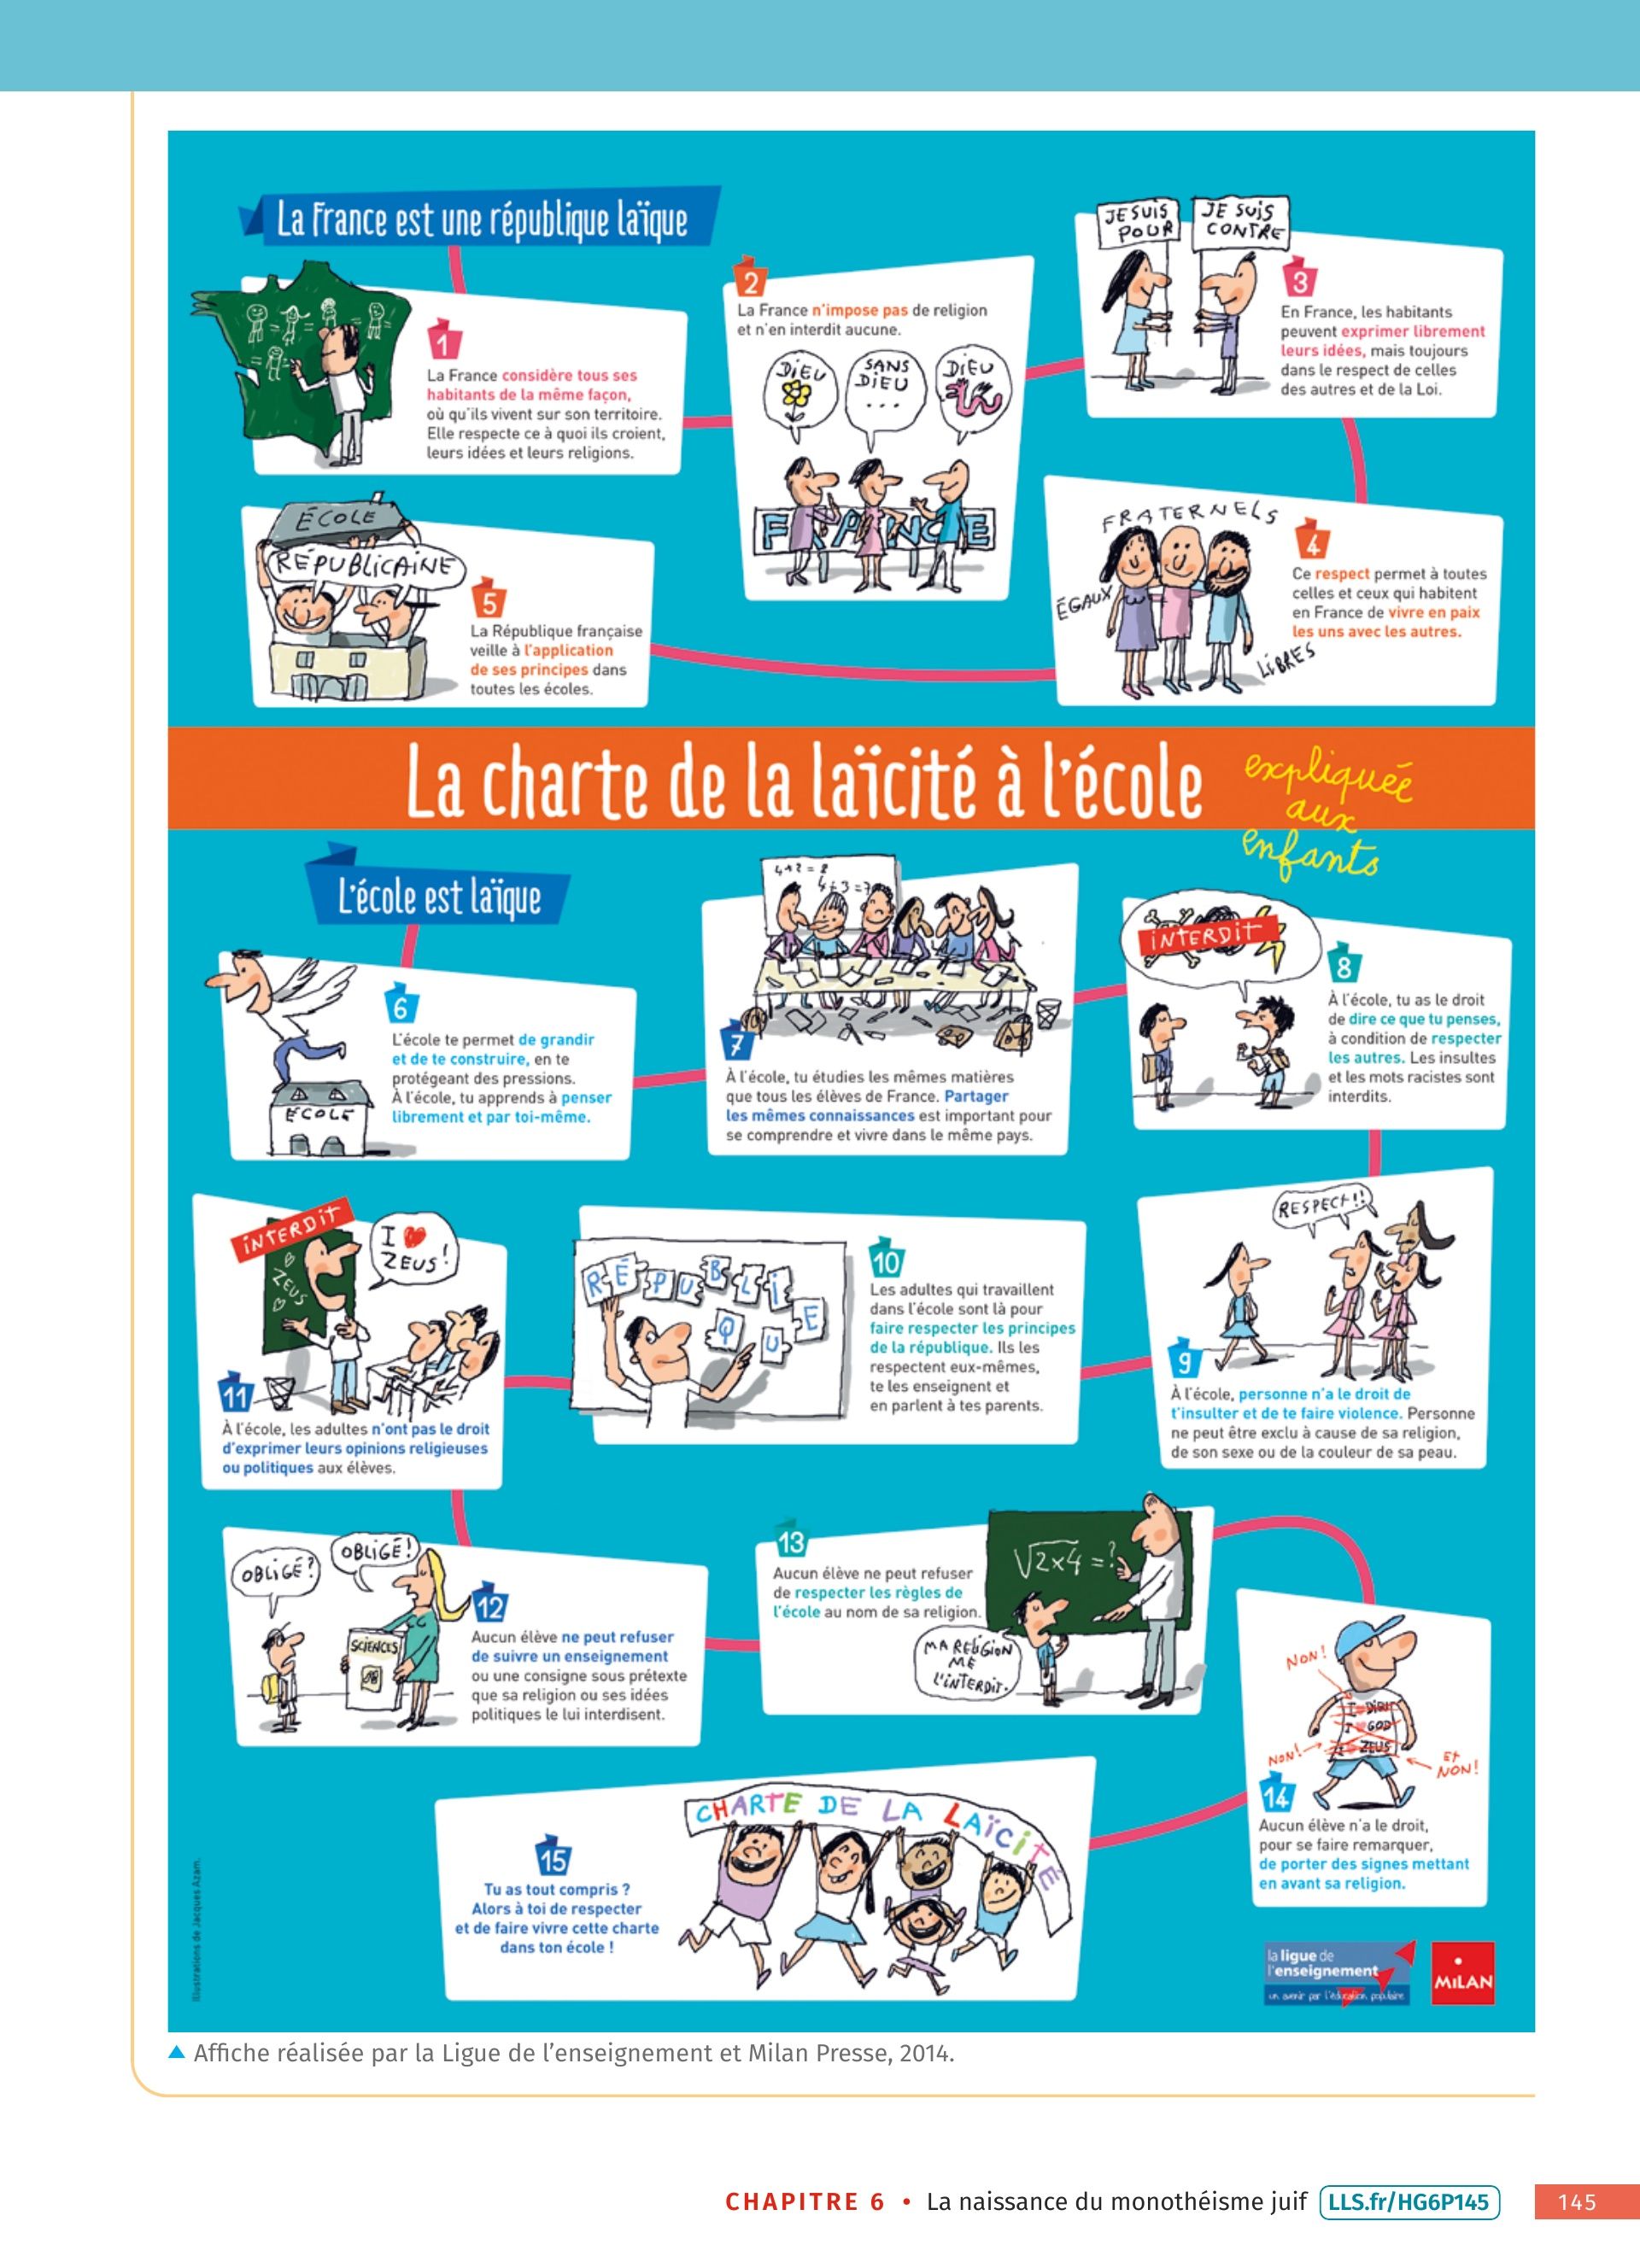 La France est une république laïque
1
La France considère tous ses
habitants de la même façon,
où qu'ils vivent sur son territoire.
Elle respecte ce à quoi ils croient,
leurs idées et leurs religions.
2
La France n'impose pas de religion
et n'en interdit aucune.
DIEU
SANS
DIEU
...
DIEU
FRANCE
JE SUIS
POUR
JE SUIS
CONTRE
3
En France, les habitants
peuvent exprimer librement
leurs idées, mais toujours
dans le respect de celles
des autres et de la Loi.
FRATERNELS
ÉGAUX
LIBRES
4
Ce respect permet à toutes
celles et ceux qui habitent
en France de vivre en paix
les uns avec les autres.
ÉCOLE
RÉPUBLICAINE
5
La République française
veille à l'application
de ses principes dans
toutes les écoles.
La charte de la laïcité à l'école
expliquée
aux
enfants
L'école est laïque
ÉCOLE
6
L'école te permet de grandir
et de te construire, en te
protégeant des pressions.
À l'école, tu apprends à penser
librement et par toi-même.
4+3=7
7
À l'école, tu étudies les mêmes matières
que tous les élèves de France. Partager
les mêmes connaissances est important pour
se comprendre et vivre dans le même pays.
INTERDIT
8
À l'école, tu as le droit
de dire ce que tu penses,
à condition de respecter
les autres. Les insultes
et les mots racistes sont
interdits.
RESPECT!!
9
À l'école, personne n'a le droit de
t'insulter et de te faire violence. Personne
ne peut être exclu à cause de sa religion,
de son sexe ou de la couleur de sa peau.
RÉPUBLIQUE
10
Les adultes qui travaillent
dans l'école sont là pour
faire respecter les principes
de la république. Ils les
respectent eux-mêmes,
te les enseignent et
en parlent à tes parents.
INTERDIT
ZEUS
I ❤ ZEUS!
11
À l'école, les adultes n'ont pas le droit
d'exprimer leurs opinions religieuses
ou politiques aux élèves.
OBLIGÉ?
OBLIGÉ!
SCIENCES
12
Aucun élève ne peut refuser
de suivre un enseignement
ou une consigne sous prétexte
que sa religion ou ses idées
politiques le lui interdisent.
13
Aucun élève ne peut refuser
de respecter les règles de
l'école au nom de sa religion.
√2x4 = ?
MA RELIGION
ME
L'INTERDIT.
NON!
I ❤ GOD
I ❤ ZEUS
NON!
ET
NON!
14
Aucun élève n'a le droit,
pour se faire remarquer,
de porter des signes mettant
en avant sa religion.
15
Tu as tout compris ?
Alors à toi de respecter
et de faire vivre cette charte
dans ton école !
CHARTE DE LA LAÏCITÉ
Illustrations de Jacques Azam.
la ligue de
l'enseignement
un avenir par l'éducation populaire
MILAN
▲ Affiche réalisée par la Ligue de l'enseignement et Milan Presse, 2014.
CHAPITRE 6 • La naissance du monothéisme juif LLS.fr/HG6P145 145